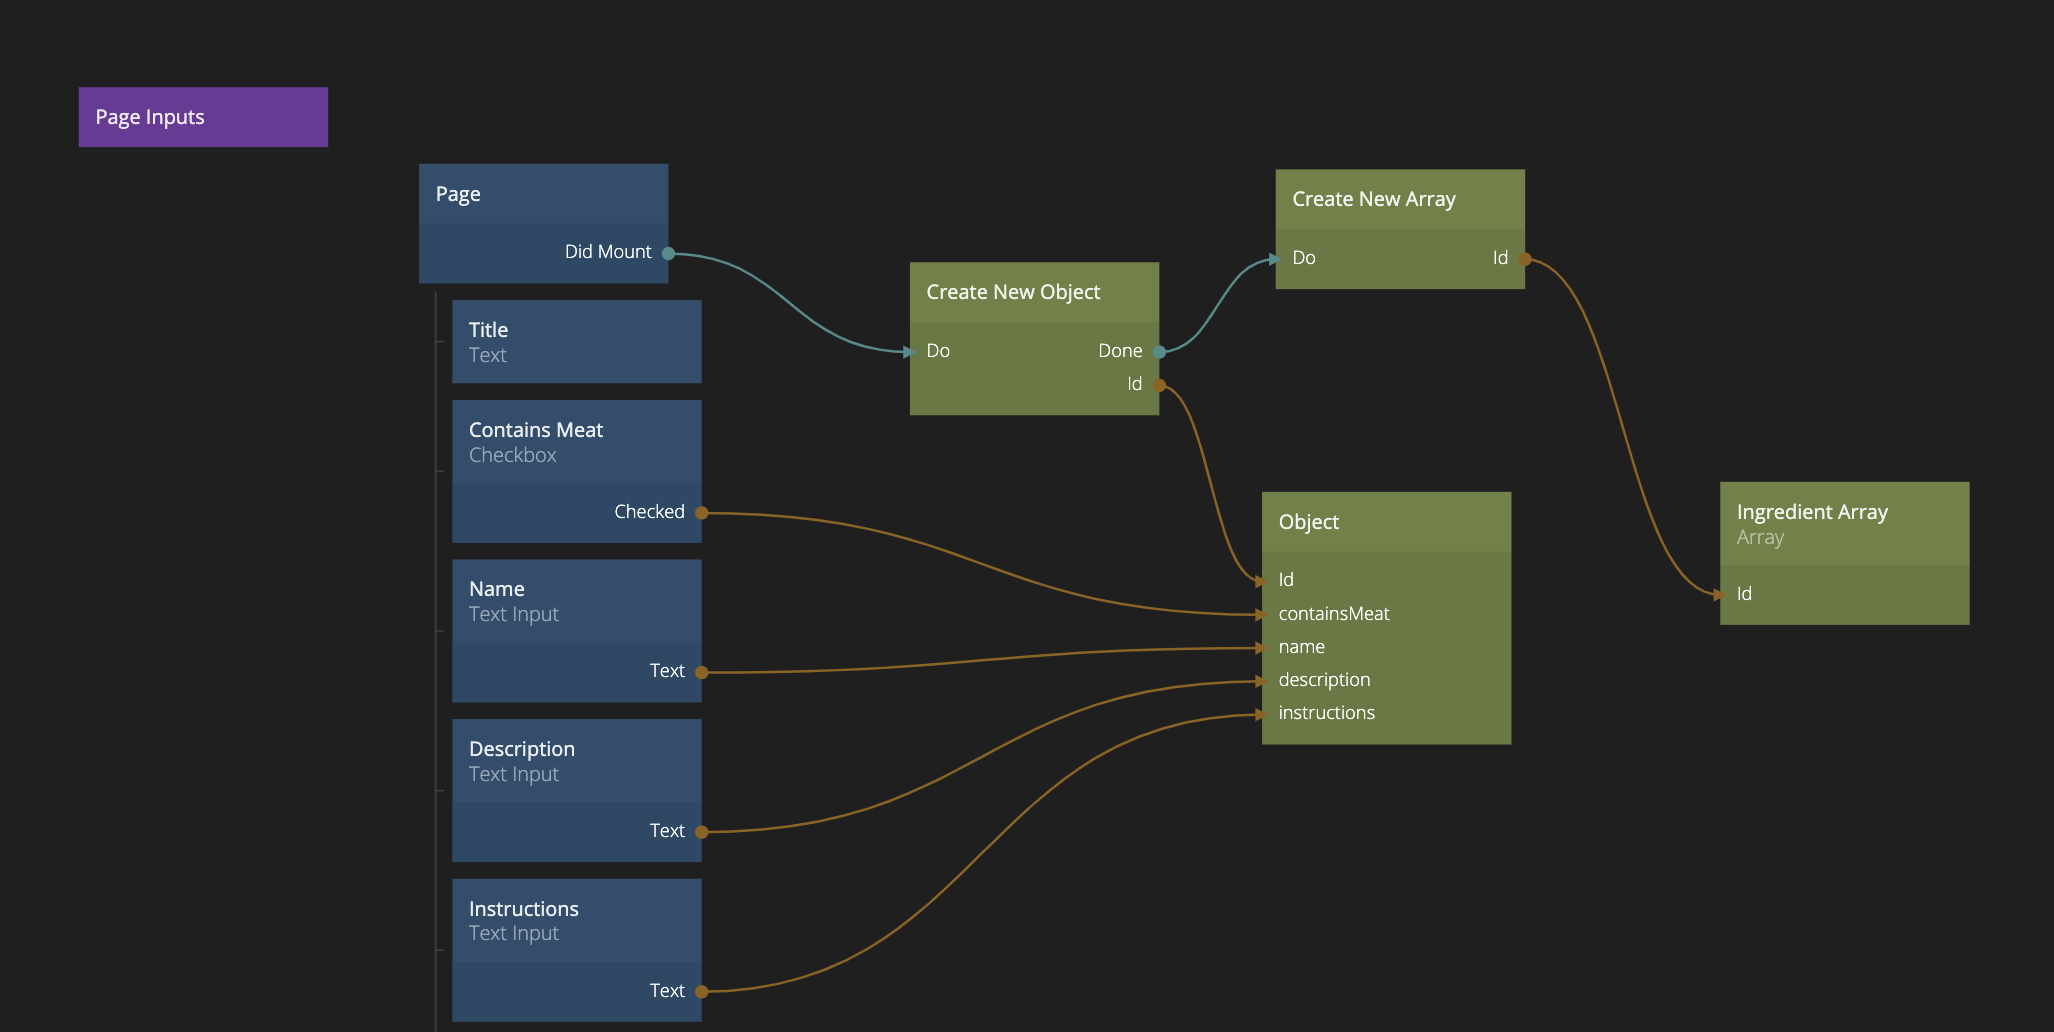 Page Inputs
Page
Did Mount
Title
Text
Contains Meat
Checkbox
Checked
Name
Text Input
Text
Description
Text Input
Text
Instructions
Text Input
Text
Create New Object
Do
Done
Id
Create New Array
Do
Id
Object
Id
containsMeat
name
description
instructions
Ingredient Array
Array
Id